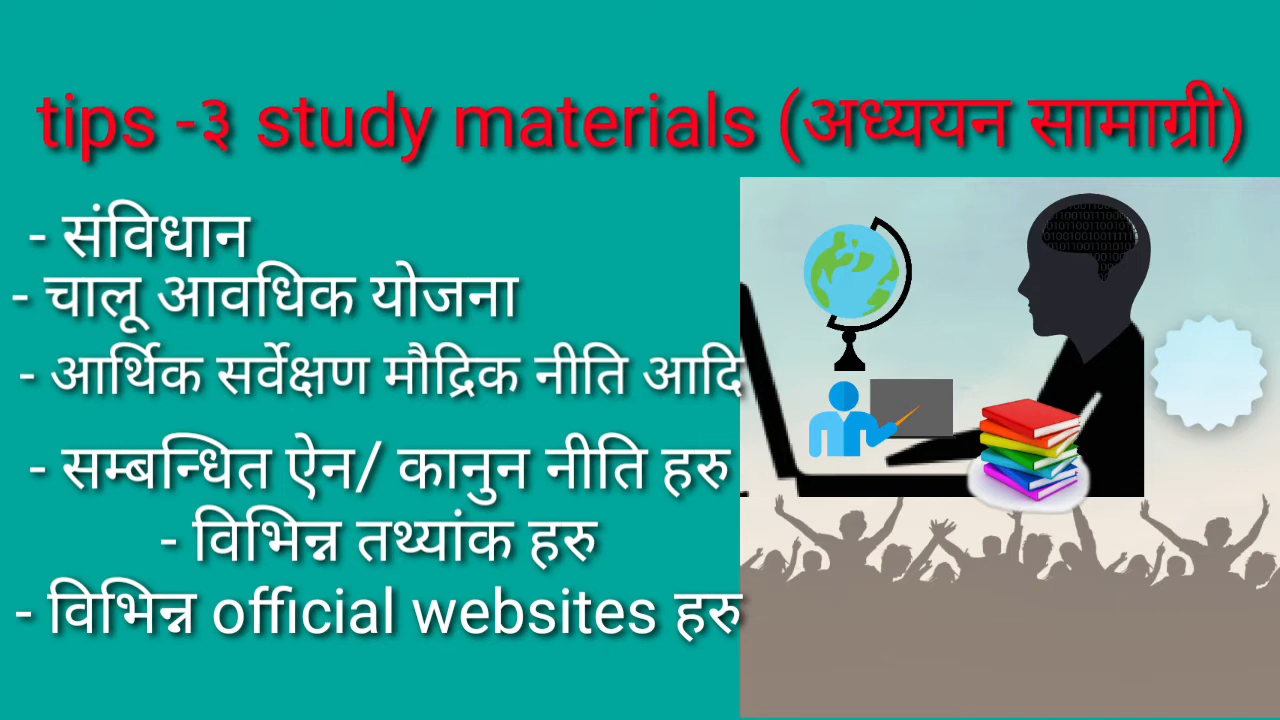 tips -३ study materials (अध्ययन सामाग्री)
- संविधान
- चालू आवधिक योजना
- आर्थिक सर्वेक्षण मौद्रिक नीति आदि
- सम्बन्धित ऐन/ कानुन नीति हरु
- विभिन्न तथ्यांक हरु
- विभिन्न official websites हरु